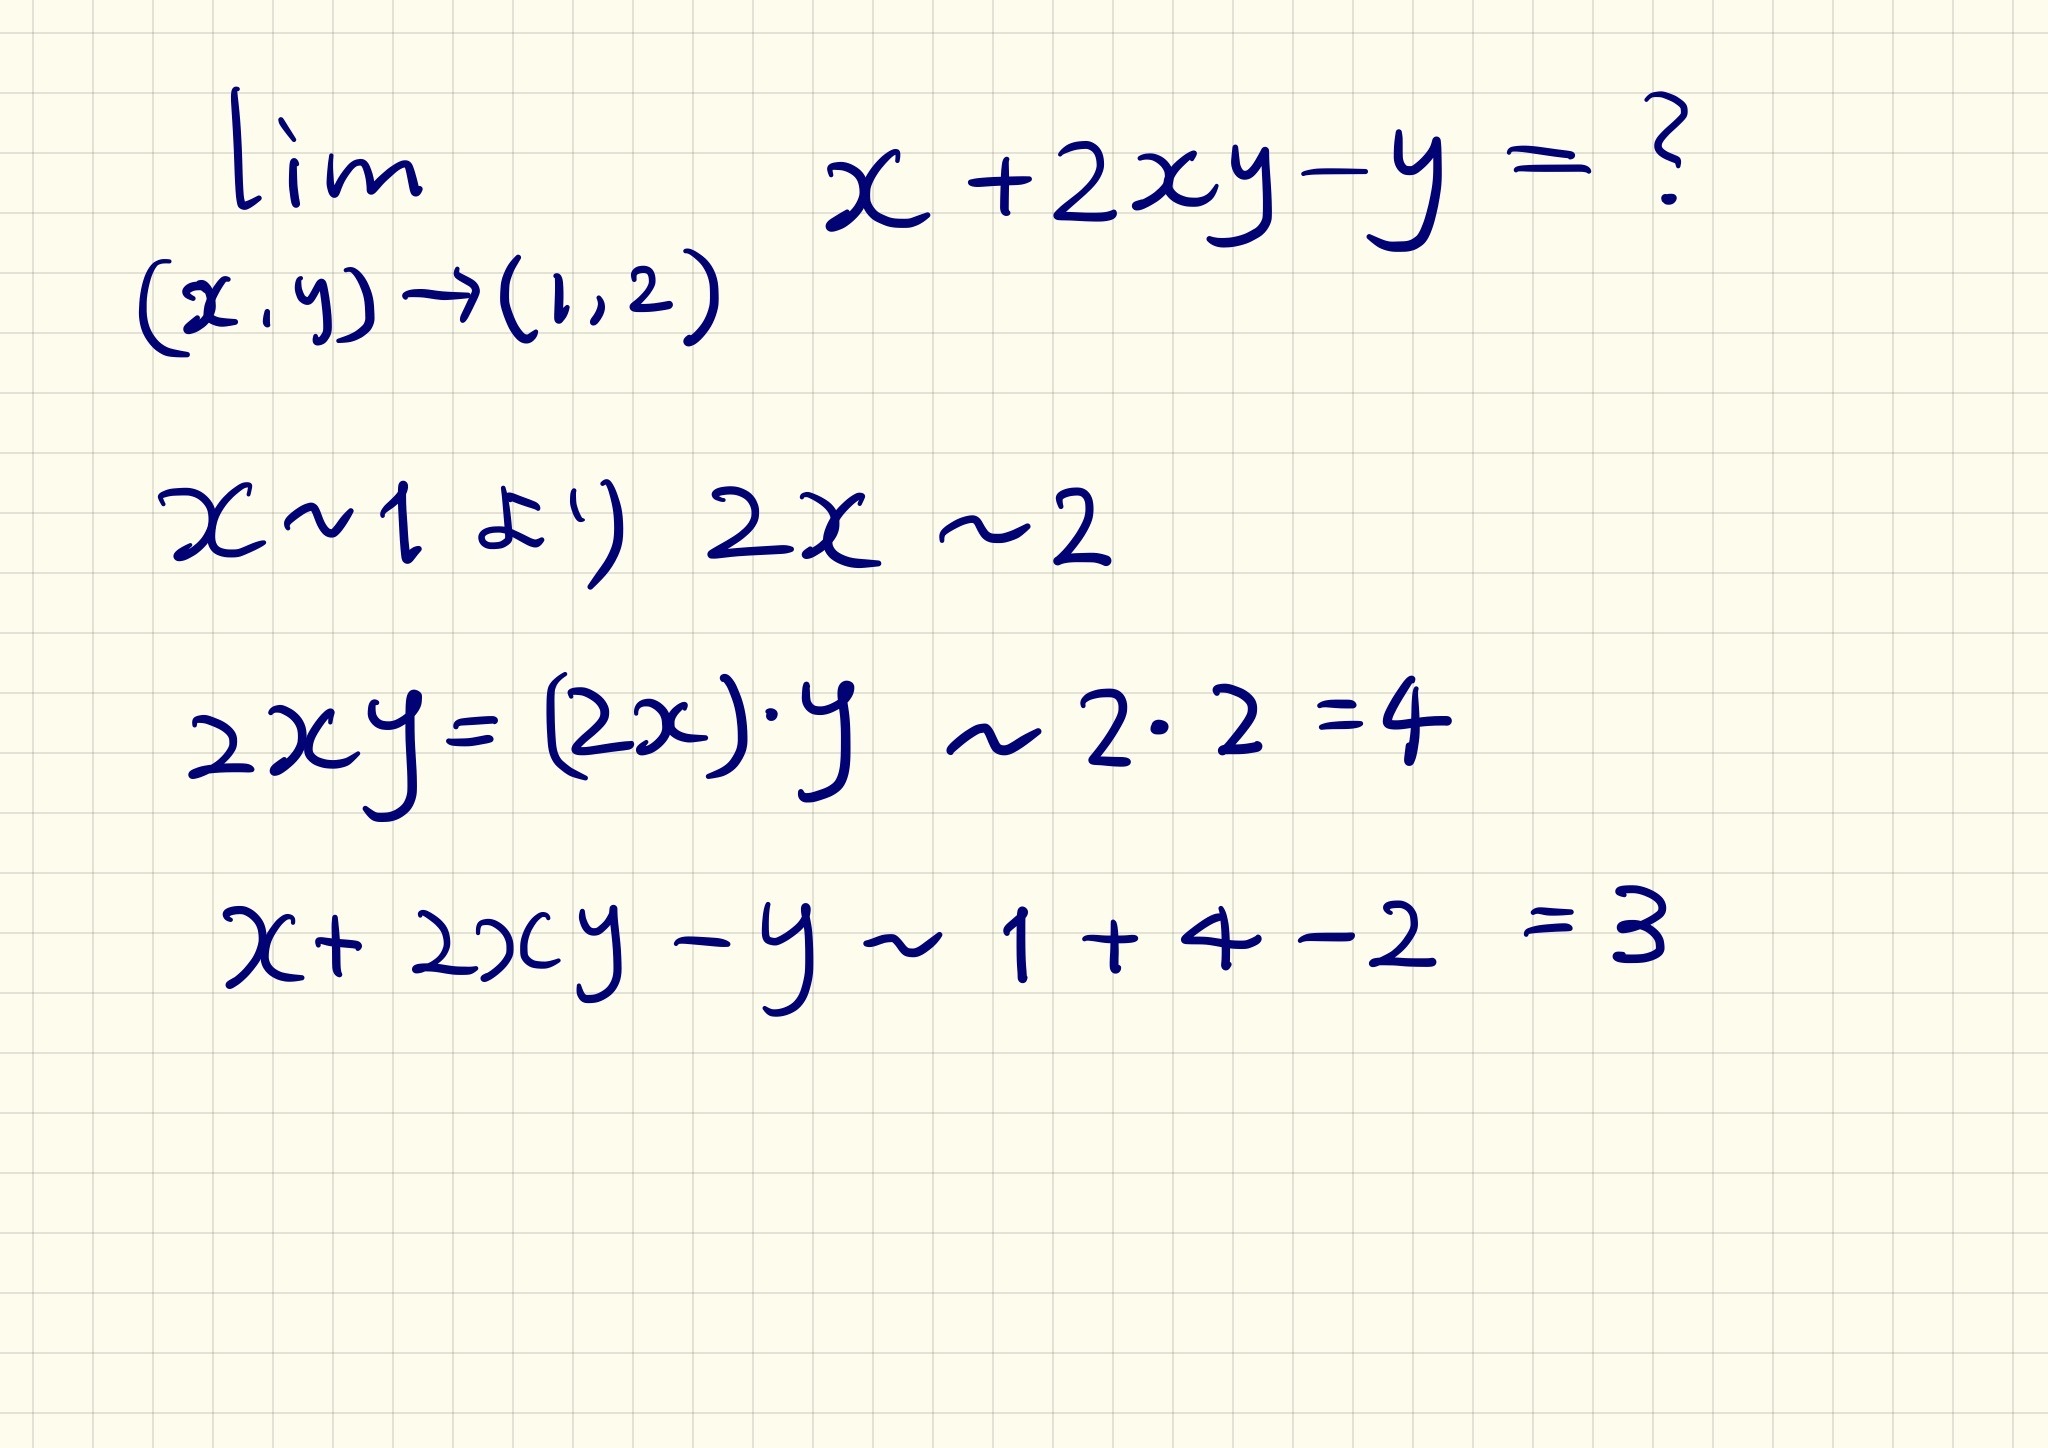 lim x + 2xy - y = ?
(x, y) → (1, 2)
x ~ 1 より 2x ~ 2
2xy = (2x)・y ~ 2・2 = 4
x + 2xy - y ~ 1 + 4 - 2 = 3